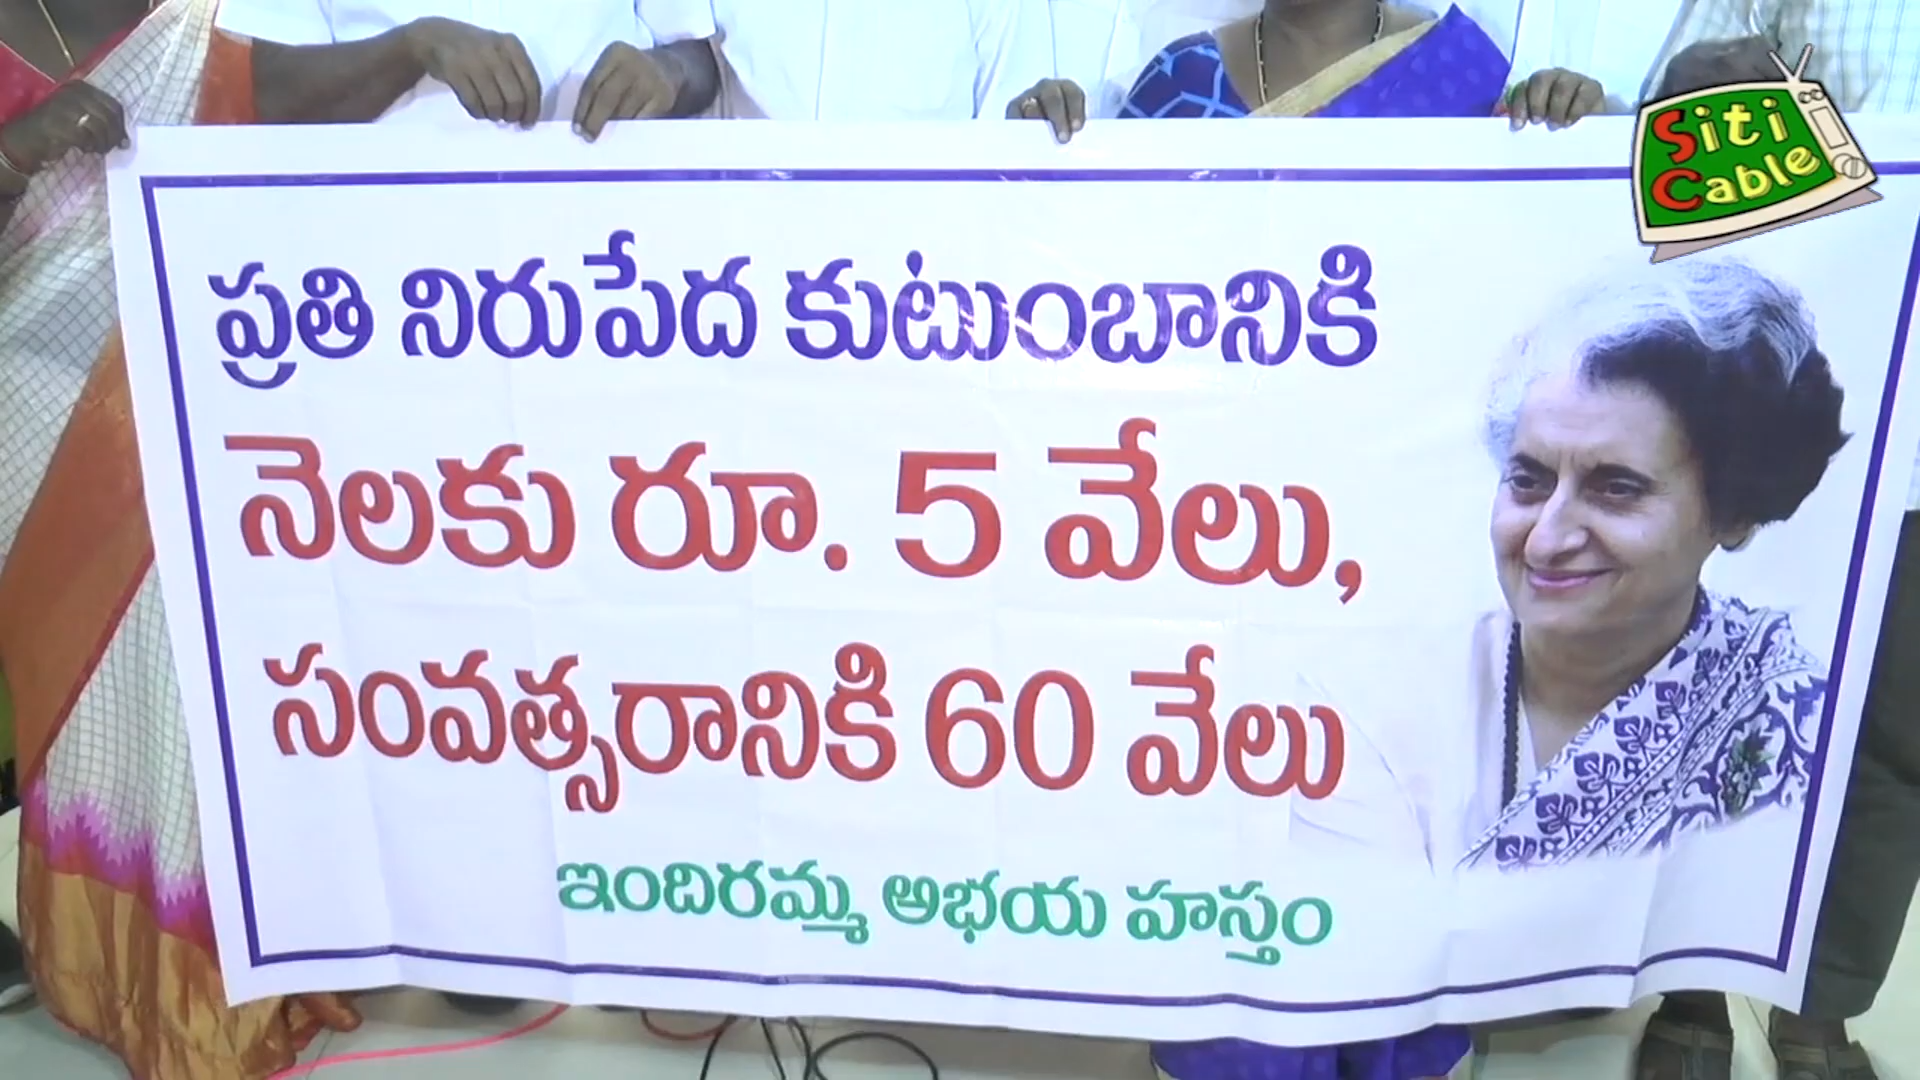 Siti
Cable
ప్రతి నిరుపేద కుటుంబానికి
నెలకు రూ. 5 వేలు,
సంవత్సరానికి 60 వేలు
ఇందిరమ్మ అభయ హస్తం